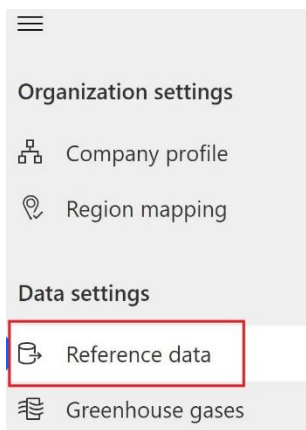 Organization settings
Company profile
Region mapping
Data settings
Reference data
Greenhouse gases